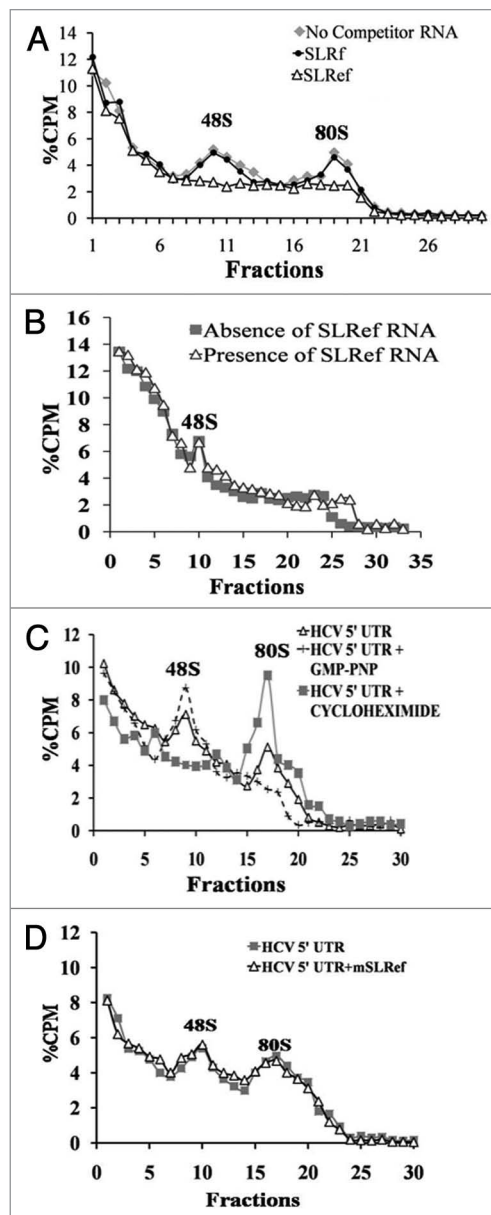 A
No Competitor RNA
SLRf
SLRef
48S
80S
%CPM
14
12
10
8
6
4
2
0
1 6 11 16 21 26
Fractions
B
Absence of SLRef RNA
Presence of SLRef RNA
48S
%CPM
16
14
12
10
8
6
4
2
0
0 5 10 15 20 25 30 35
Fractions
C
HCV 5' UTR
HCV 5' UTR +
GMP-PNP
HCV 5' UTR +
CYCLOHEXIMIDE
48S
80S
%CPM
12
10
8
6
4
2
0
0 5 10 15 20 25 30
Fractions
D
HCV 5' UTR
HCV 5' UTR+mSLRef
48S
80S
%CPM
12
10
8
6
4
2
0
0 5 10 15 20 25 30
Fractions